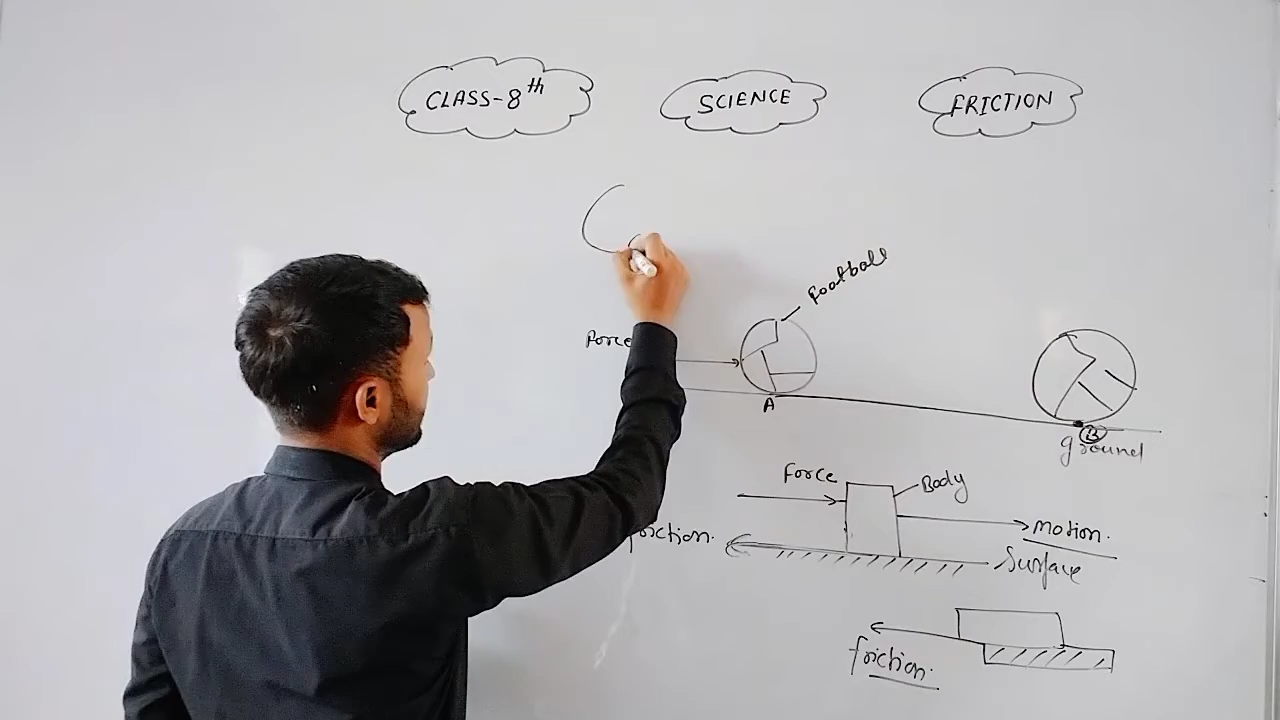 CLASS-8th
SCIENCE
FRICTION
Football
Force
A
B
ground
Force
Body
Motion.
friction.
Surface
friction.